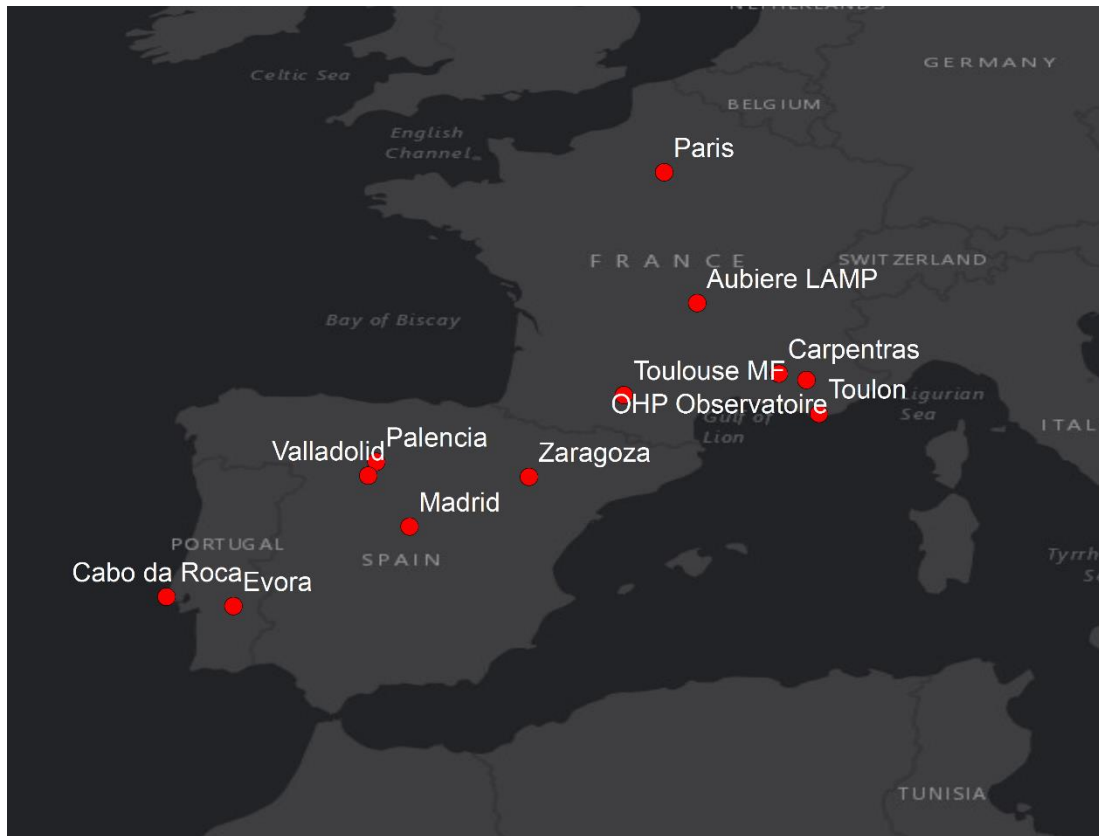 NETHERLANDS
GERMANY
Celtic Sea
BELGIUM
English
Channel
Paris
FRANCE
SWITZERLAND
Aubiere LAMP
Bay of Biscay
Carpentras
Toulouse MF
Toulon
Ligurian
Sea
OHP Observatoire
Gulf of
Lion
ITAL
Palencia
Valladolid
Zaragoza
Madrid
PORTUGAL
SPAIN
Tyrrh
Se
Cabo da Roca
Evora
TUNISIA